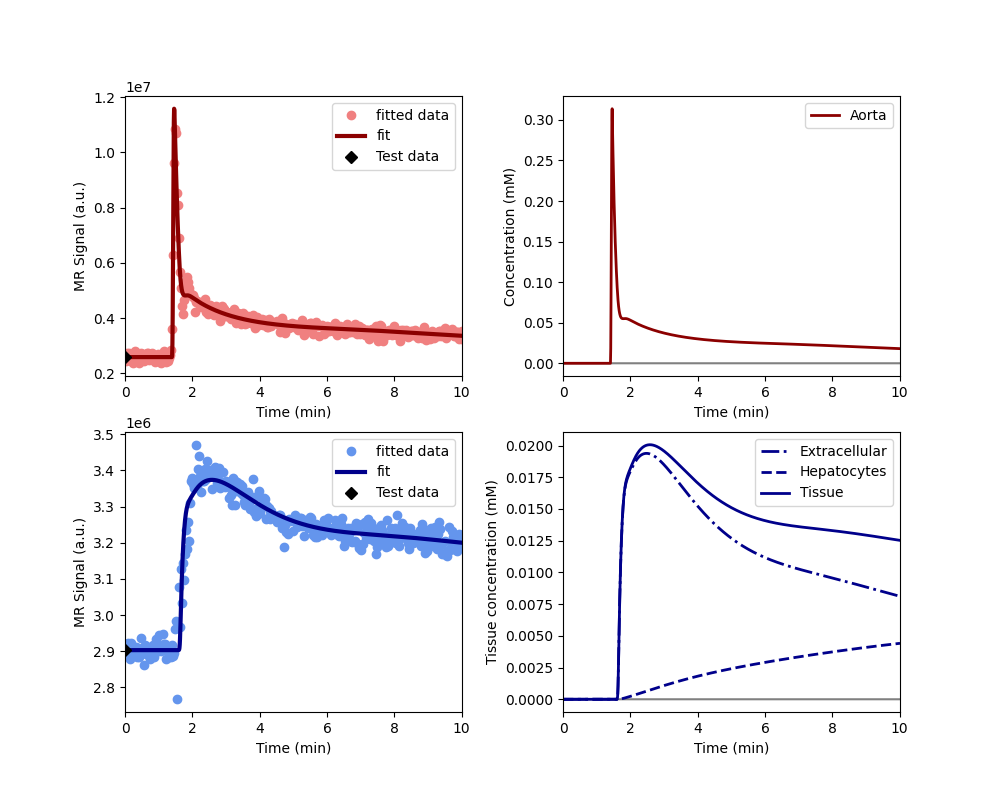 1e7
1.2
1.0
0.8
0.6
0.4
0.2
MR Signal (a.u.)
0 2 4 6 8 10
Time (min)
fitted data
fit
Test data
0.30
0.25
0.20
0.15
0.10
0.05
0.00
Concentration (mM)
0 2 4 6 8 10
Time (min)
Aorta
1e6
3.5
3.4
3.3
3.2
3.1
3.0
2.9
2.8
MR Signal (a.u.)
0 2 4 6 8 10
Time (min)
fitted data
fit
Test data
0.0200
0.0175
0.0150
0.0125
0.0100
0.0075
0.0050
0.0025
0.0000
Tissue concentration (mM)
0 2 4 6 8 10
Time (min)
Extracellular
Hepatocytes
Tissue